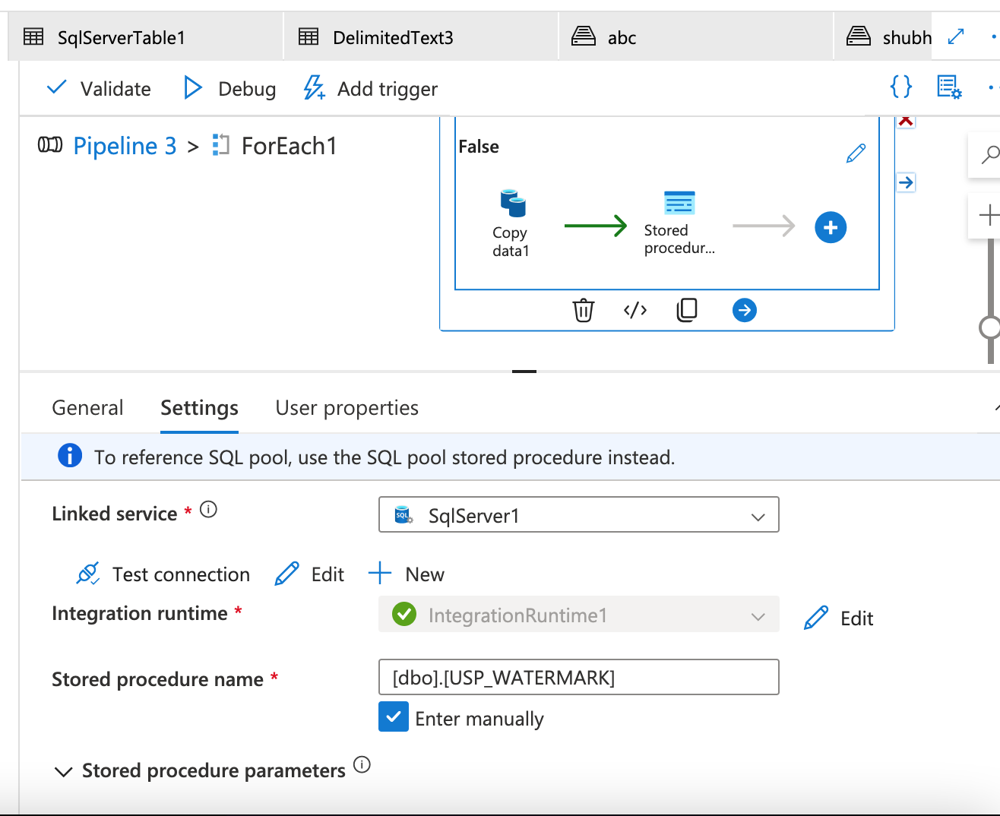 SqlServerTable1
DelimitedText3
abc
shubh
Validate
Debug
Add trigger
Pipeline 3 > ForEach1
False
Copy
data1
Stored
procedur...
General
Settings
User properties
To reference SQL pool, use the SQL pool stored procedure instead.
Linked service *
SQL
SqlServer1
Test connection
Edit
New
Integration runtime *
IntegrationRuntime1
Edit
Stored procedure name *
[dbo].[USP_WATERMARK]
Enter manually
Stored procedure parameters